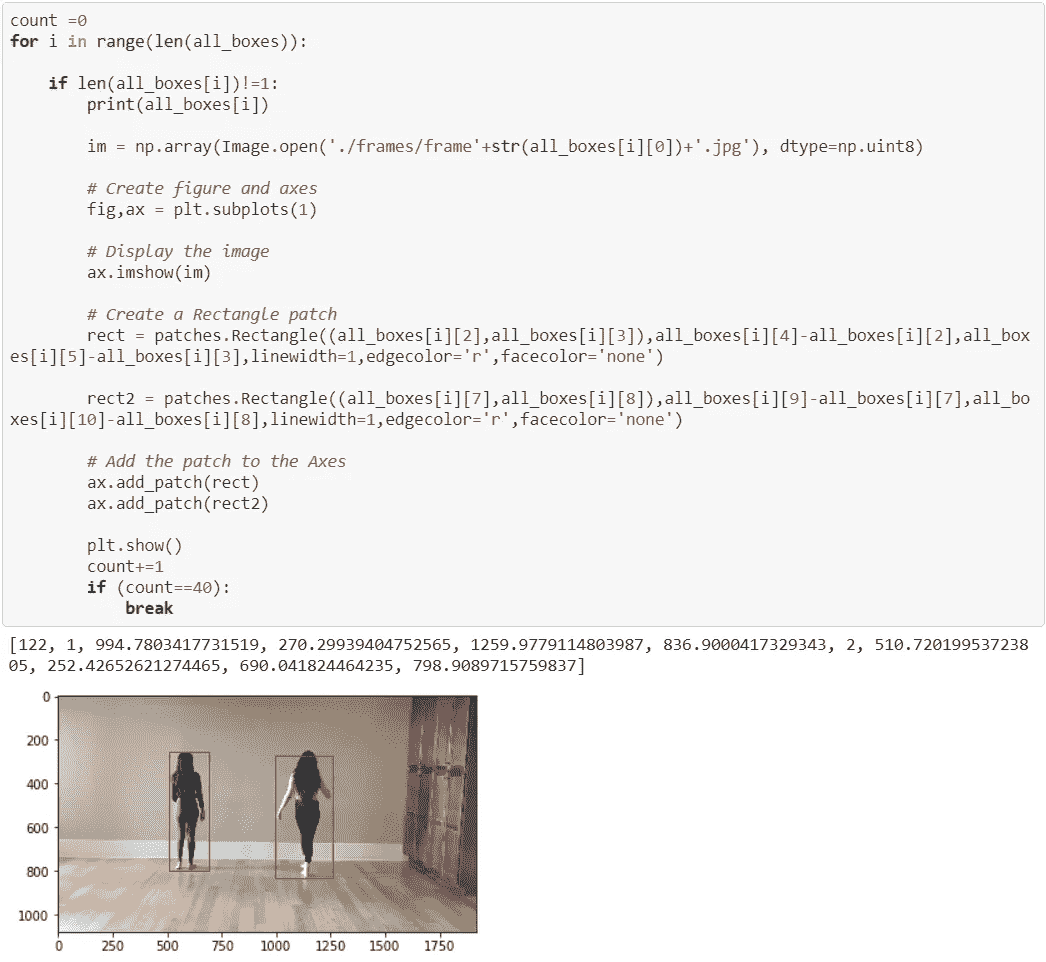 count =0
for i in range(len(all_boxes)):
if len(all_boxes[i])!=1:
print(all_boxes[i])
im = np.array(Image.open('./frames/frame'+str(all_boxes[i][0])+'.jpg'), dtype=np.uint8)
# Create figure and axes
fig,ax = plt.subplots(1)
# Display the image
ax.imshow(im)
# Create a Rectangle patch
rect = patches.Rectangle((all_boxes[i][2],all_boxes[i][3]),all_boxes[i][4]-all_boxes[i][2],all_box
es[i][5]-all_boxes[i][3],linewidth=1,edgecolor='r',facecolor='none')
rect2 = patches.Rectangle((all_boxes[i][7],all_boxes[i][8]),all_boxes[i][9]-all_boxes[i][7],all_bo
xes[i][10]-all_boxes[i][8],linewidth=1,edgecolor='r',facecolor='none')
# Add the patch to the Axes
ax.add_patch(rect)
ax.add_patch(rect2)
plt.show()
count+=1
if (count==40):
break
[122, 1, 994.7803417731519, 270.29939404752565, 1259.9779114803987, 836.9000417329343, 2, 510.720199537238
05, 252.42652621274465, 690.041824464235, 798.9089715759837]
0
200
400
600
800
1000
0 250 500 750 1000 1250 1500 1750